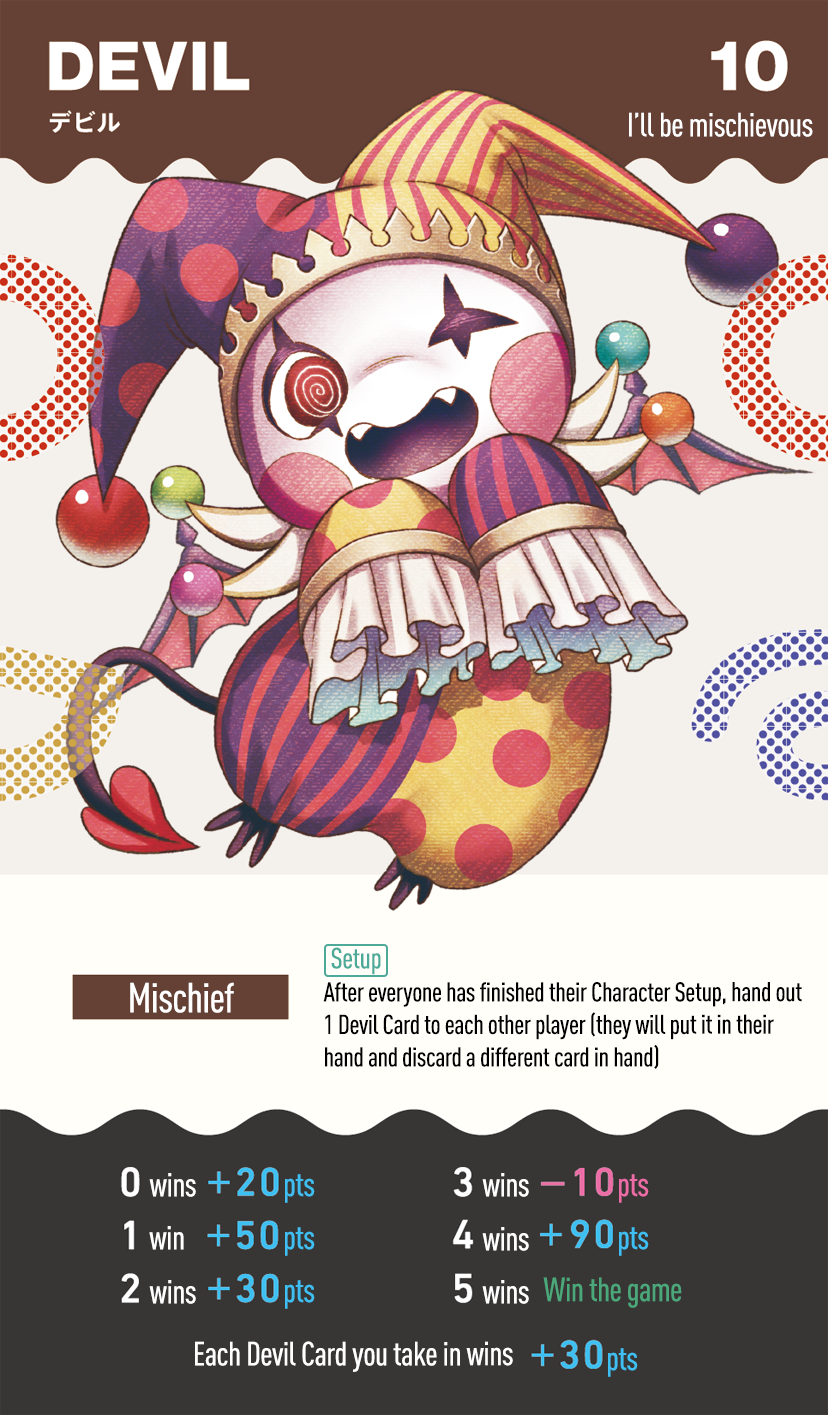 DEVIL
10
デビル
I'll be mischievous
Mischief
Setup
After everyone has finished their Character Setup, hand out
1 Devil Card to each other player (they will put it in their
hand and discard a different card in hand)
0 wins +20pts
1 win +50pts
2 wins +30pts
3 wins −10pts
4 wins +90pts
5 wins Win the game
Each Devil Card you take in wins +30pts